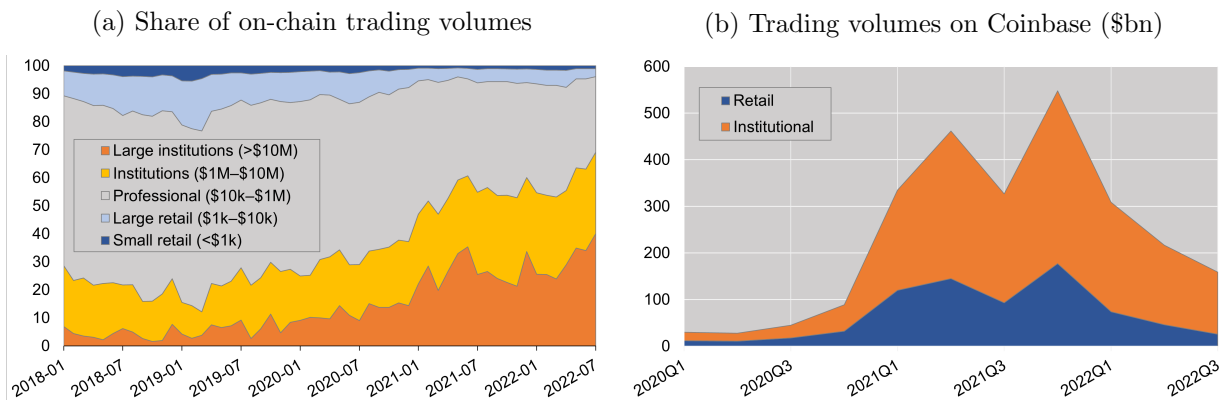 (a) Share of on-chain trading volumes
100
90
80
70
60
50
40
30
20
10
0
Large institutions (>$10M)
Institutions ($1M–$10M)
Professional ($10k–$1M)
Large retail ($1k–$10k)
Small retail (<$1k)
2018-01
2018-07
2019-01
2019-07
2020-01
2020-07
2021-01
2021-07
2022-01
2022-07
(b) Trading volumes on Coinbase ($bn)
600
500
400
300
200
100
0
Retail
Institutional
2020Q1
2020Q3
2021Q1
2021Q3
2022Q1
2022Q3